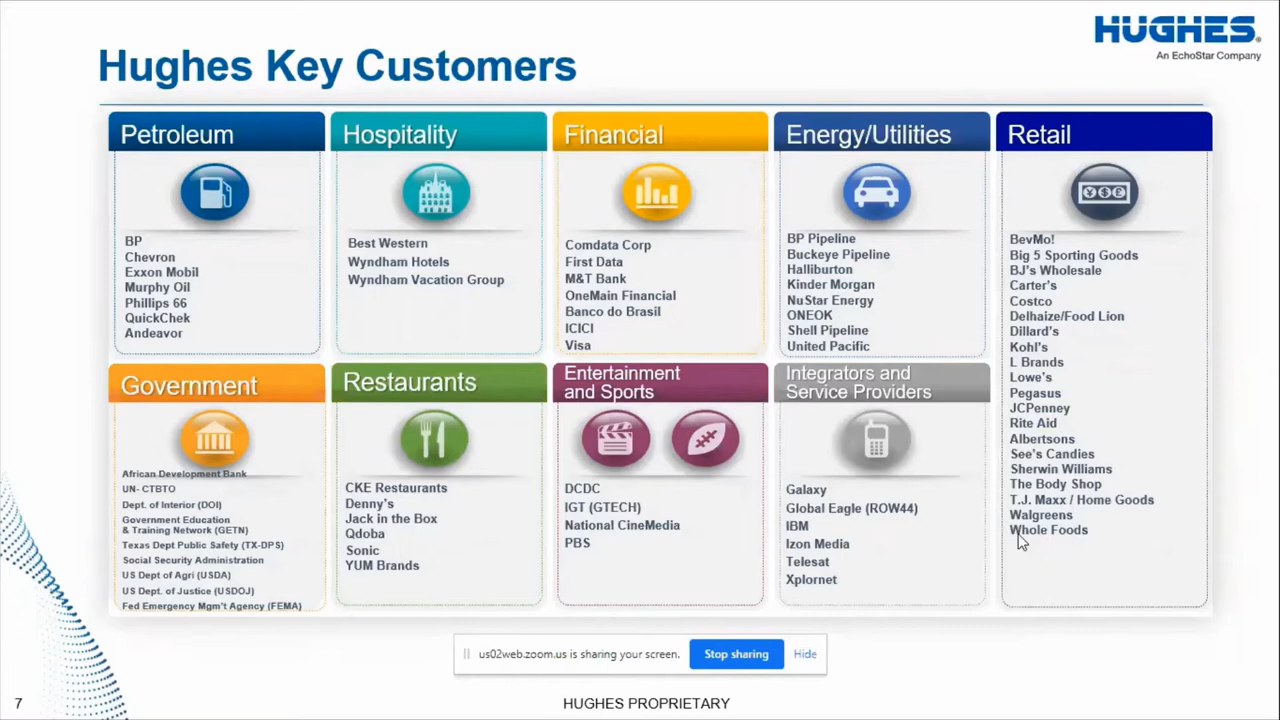 HUGHES®
An EchoStar Company
Hughes Key Customers
Petroleum
BP
Chevron
Exxon Mobil
Murphy Oil
Phillips 66
QuickChek
Andeavor
Hospitality
Best Western
Wyndham Hotels
Wyndham Vacation Group
Financial
Comdata Corp
First Data
M&T Bank
OneMain Financial
Banco do Brasil
ICICI
Visa
Energy/Utilities
BP Pipeline
Buckeye Pipeline
Halliburton
Kinder Morgan
NuStar Energy
ONEOK
Shell Pipeline
United Pacific
Retail
¥ $ £
BevMo!
Big 5 Sporting Goods
BJ's Wholesale
Carter's
Costco
Delhaize/Food Lion
Dillard's
Kohl's
L Brands
Lowe's
Pegasus
JCPenney
Rite Aid
Albertsons
See's Candies
Sherwin Williams
The Body Shop
T.J. Maxx / Home Goods
Walgreens
Whole Foods
Government
African Development Bank
UN- CTBTO
Dept. of Interior (DOI)
Government Education
& Training Network (GETN)
Texas Dept Public Safety (TX-DPS)
Social Security Administration
US Dept of Agri (USDA)
US Dept. of Justice (USDOJ)
Fed Emergency Mgm't Agency (FEMA)
Restaurants
CKE Restaurants
Denny's
Jack in the Box
Qdoba
Sonic
YUM Brands
Entertainment
and Sports
DCDC
IGT (GTECH)
National CineMedia
PBS
Integrators and
Service Providers
Galaxy
Global Eagle (ROW44)
IBM
Izon Media
Telesat
Xplornet
us02web.zoom.us is sharing your screen.
Stop sharing
Hide
7
HUGHES PROPRIETARY